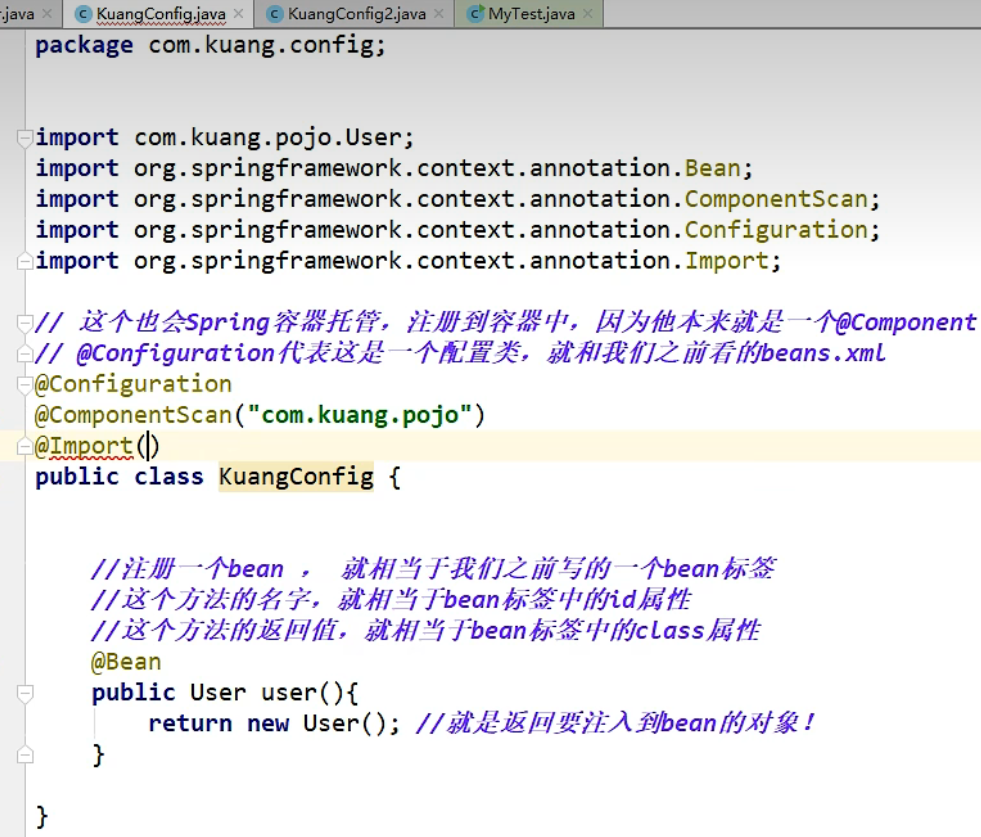 .java KuangConfig.java KuangConfig2.java MyTest.java
package com.kuang.config;
import com.kuang.pojo.User;
import org.springframework.context.annotation.Bean;
import org.springframework.context.annotation.ComponentScan;
import org.springframework.context.annotation.Configuration;
import org.springframework.context.annotation.Import;
// 这个也会Spring容器托管，注册到容器中，因为他本来就是一个@Component
// @Configuration代表这是一个配置类，就和我们之前看的beans.xml
@Configuration
@ComponentScan("com.kuang.pojo")
@Import()
public class KuangConfig {
//注册一个bean ， 就相当于我们之前写的一个bean标签
//这个方法的名字，就相当于bean标签中的id属性
//这个方法的返回值，就相当于bean标签中的class属性
@Bean
public User user(){
return new User(); //就是返回要注入到bean的对象！
}
}